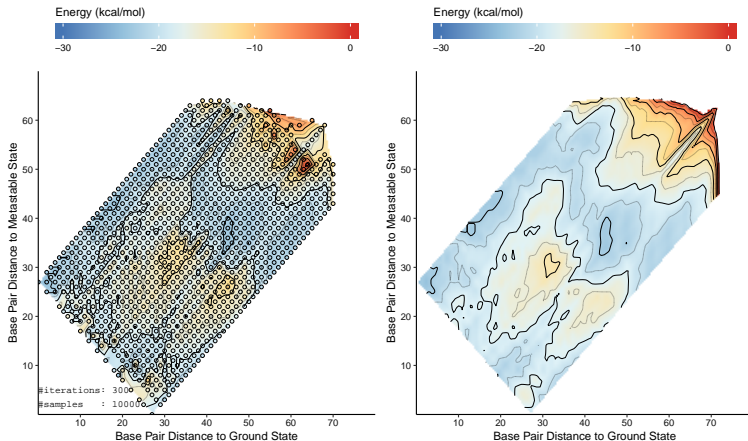 Energy (kcal/mol)
−30 −20 −10 0
Base Pair Distance to Metastable State
60
50
40
30
20
10
#iterations: 300
#samples : 10000
10 20 30 40 50 60 70
Base Pair Distance to Ground State
Energy (kcal/mol)
−30 −20 −10 0
Base Pair Distance to Metastable State
60
50
40
30
20
10
10 20 30 40 50 60 70
Base Pair Distance to Ground State